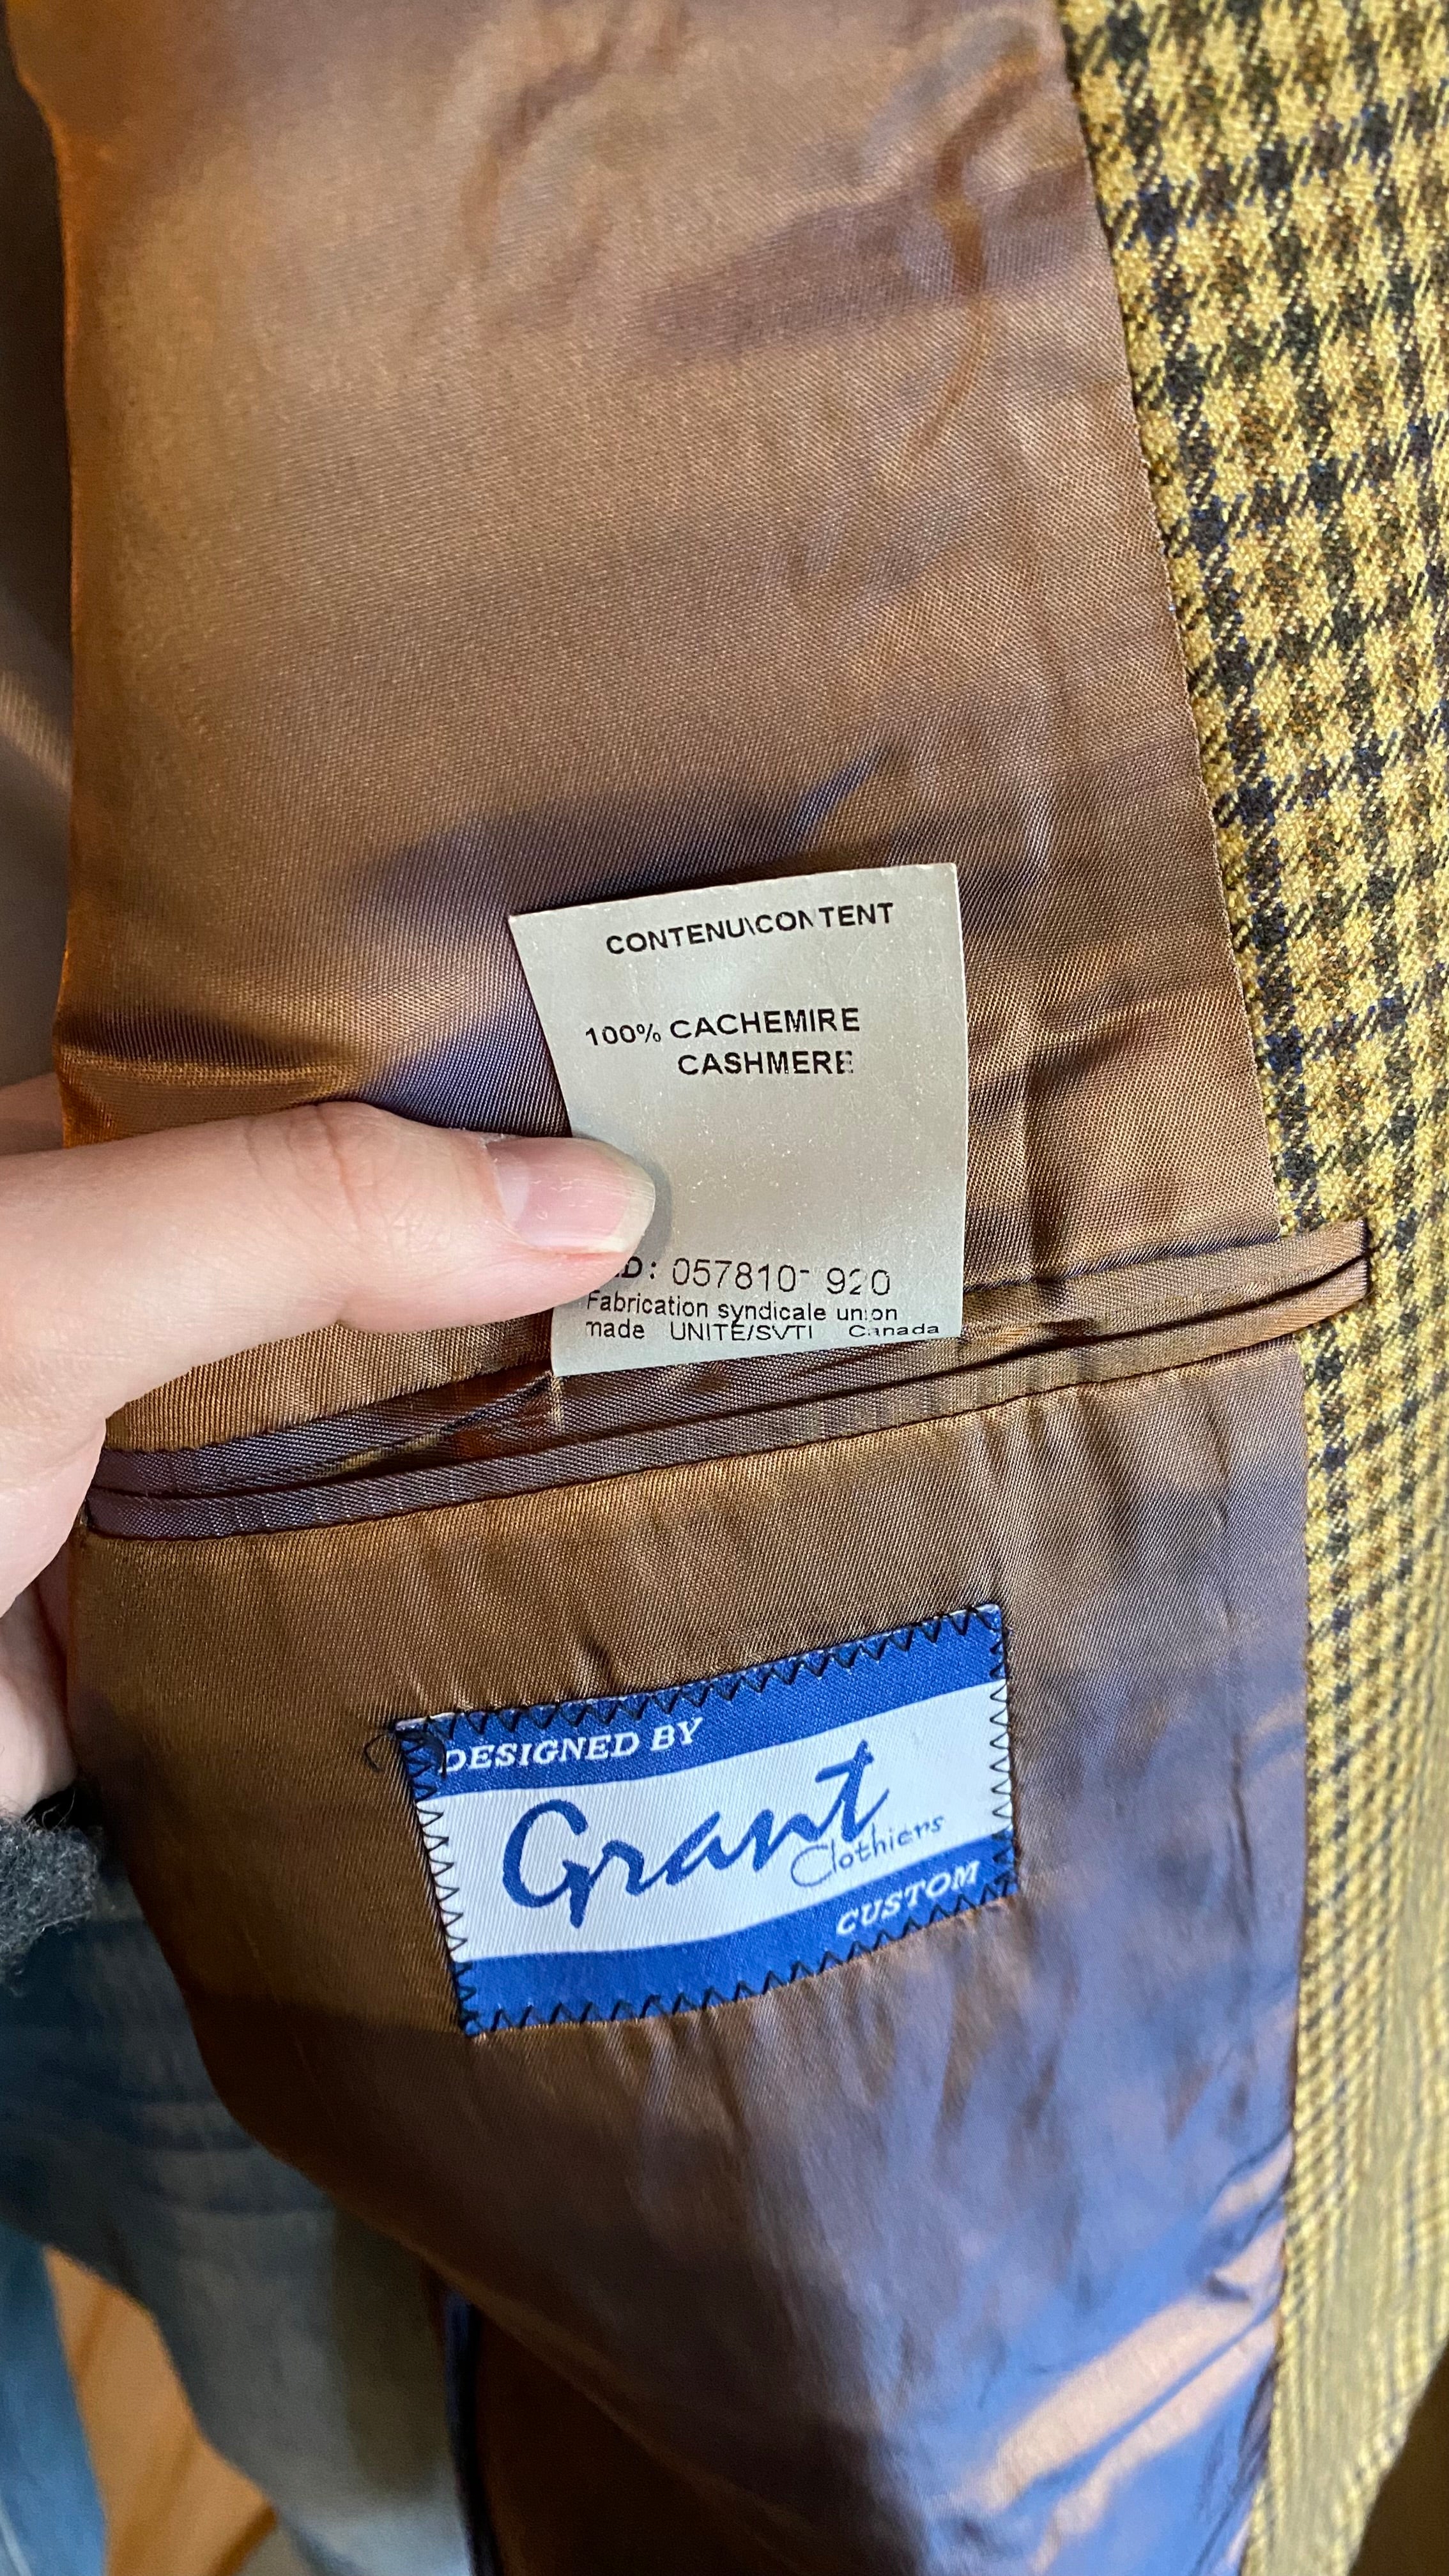 CONTENU\CONTENT
100% CACHEMIRE
CASHMERE
D: 057810- 920
Fabrication syndicale union
made UNITE/SVTI Canada
DESIGNED BY
Grant
Clothiers
CUSTOM